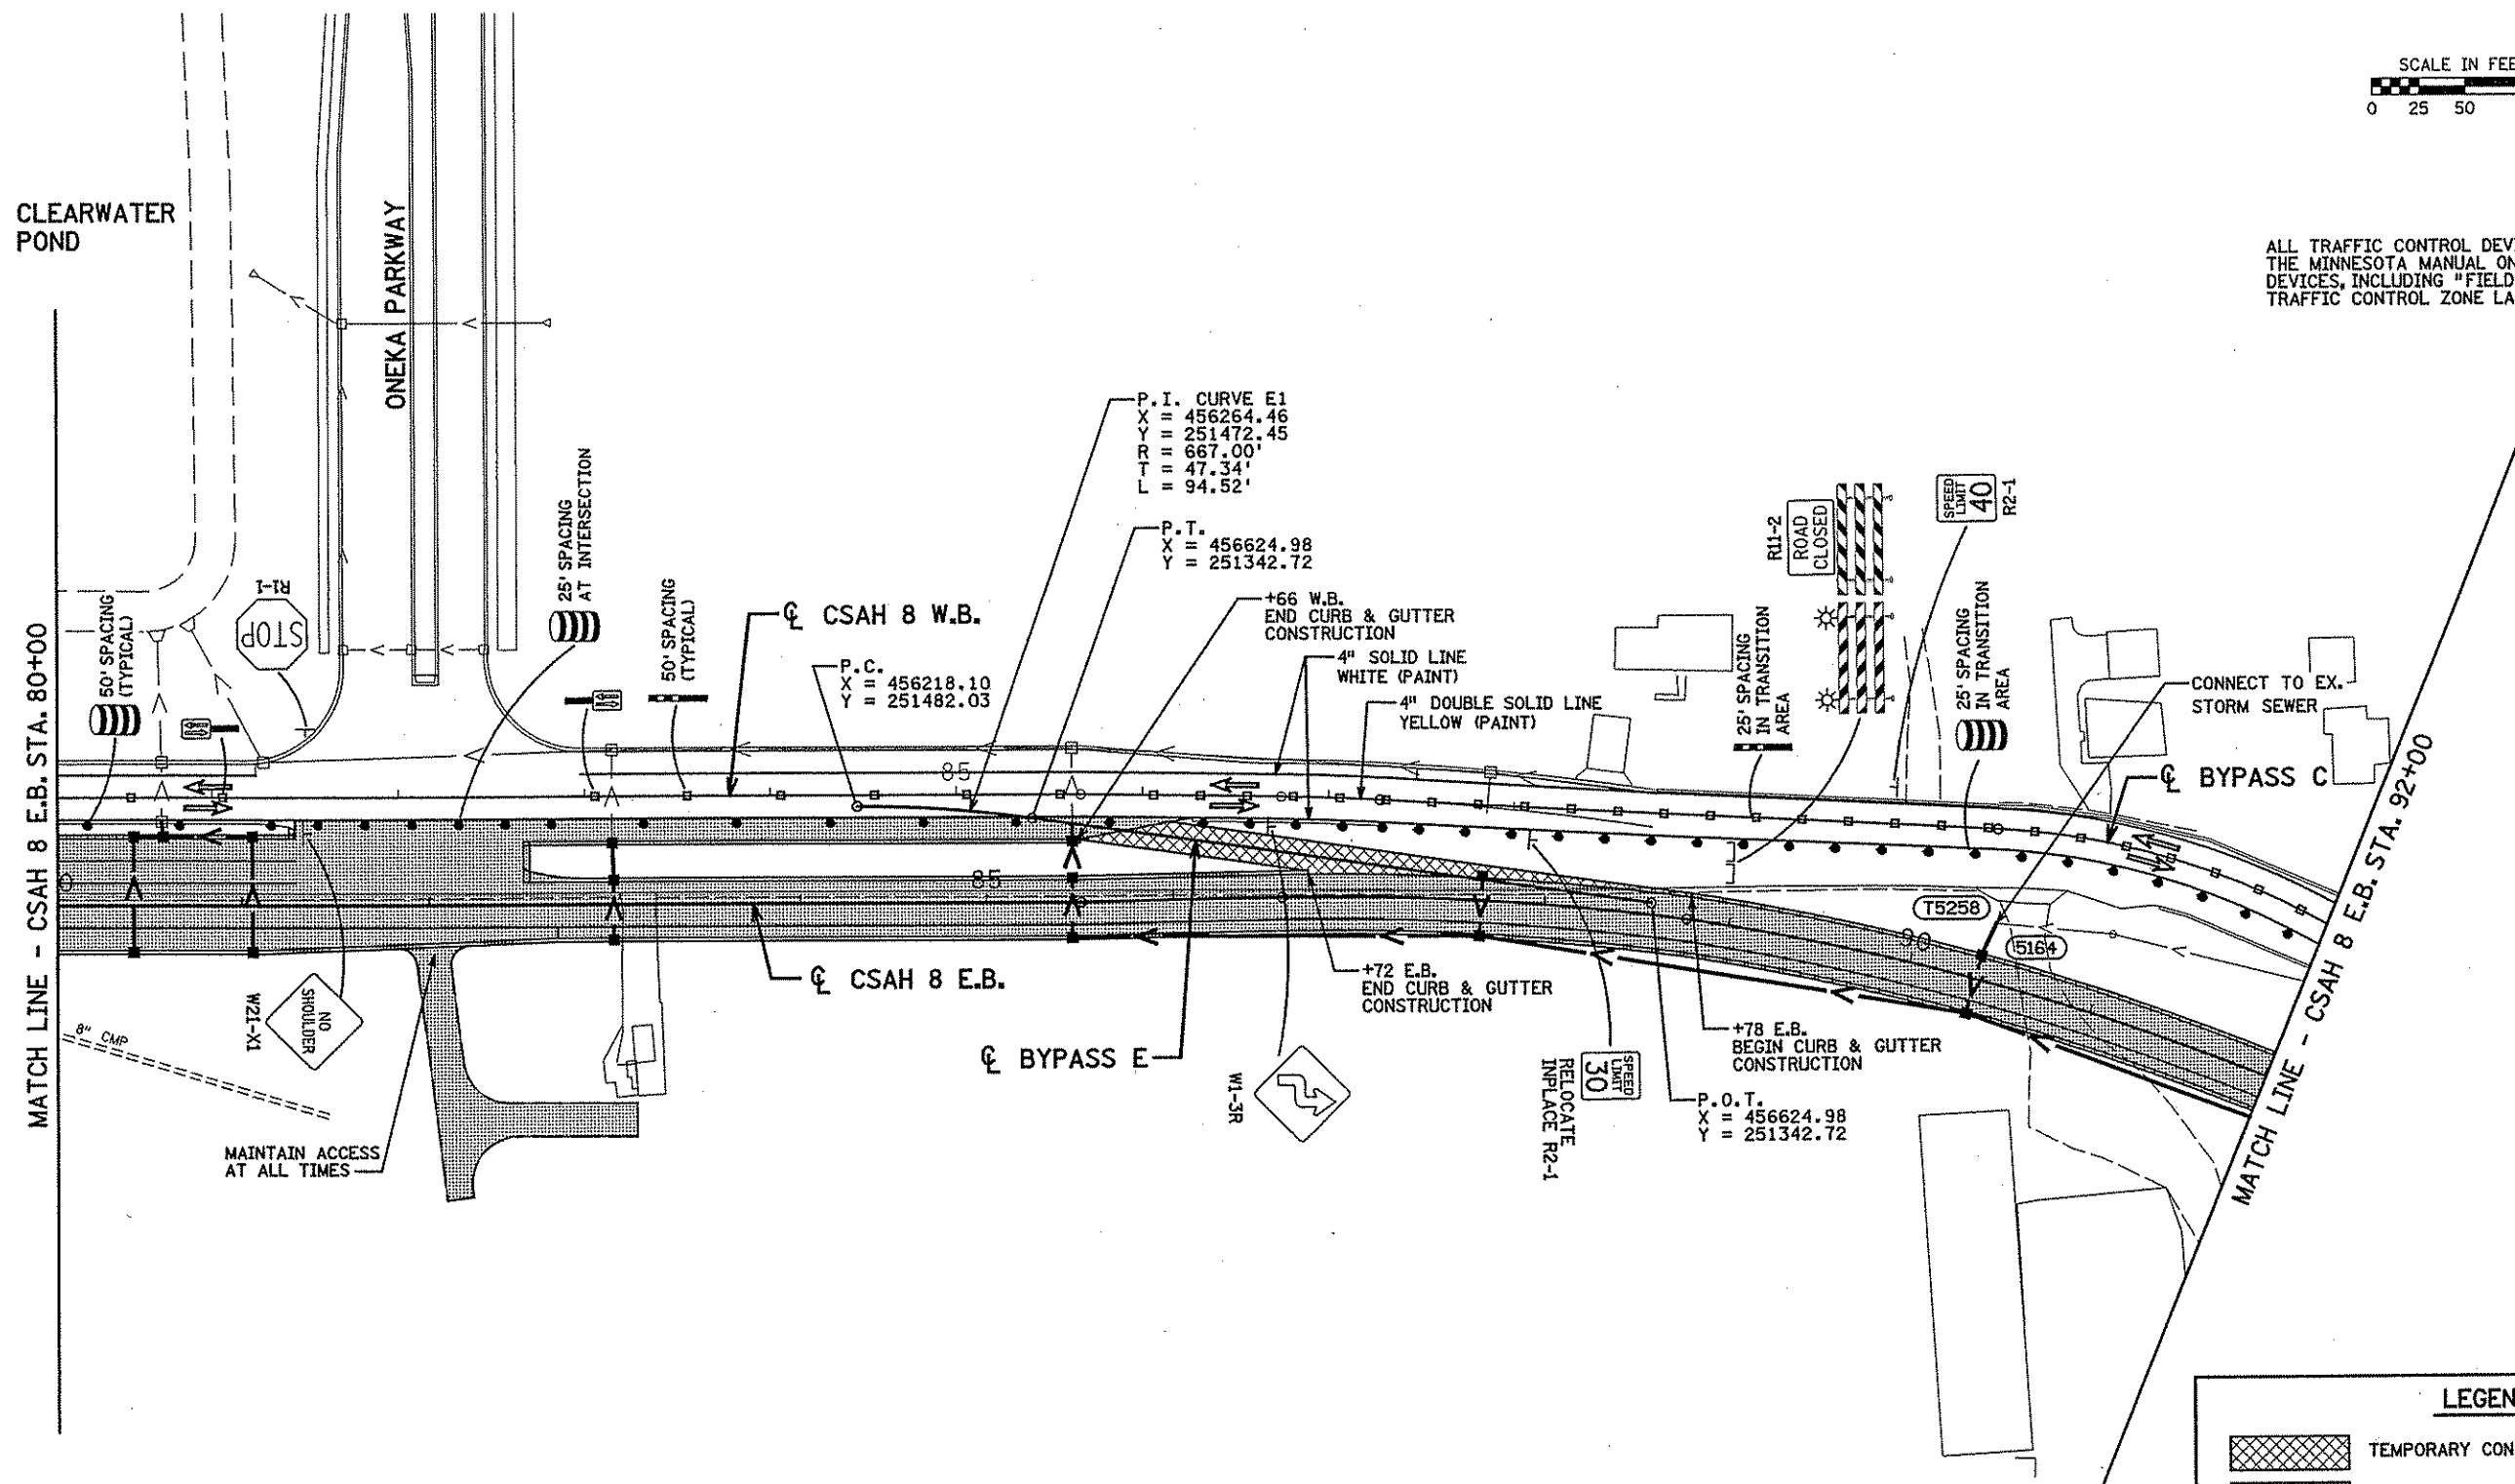 SCALE IN FEE
0 25 50
CLEARWATER
POND
ONEKA PARKWAY
ALL TRAFFIC CONTROL DEV
THE MINNESOTA MANUAL ON
DEVICES, INCLUDING "FIELD
TRAFFIC CONTROL ZONE LA
P.I. CURVE E1
X = 456264.46
Y = 251472.45
R = 667.00'
T = 47.34'
L = 94.52'
P.T.
X = 456624.98
Y = 251342.72
25' SPACING
AT INTERSECTION
R1-1
STOP
50' SPACING
(TYPICAL)
50' SPACING
(TYPICAL)
℄ CSAH 8 W.B.
P.C.
X = 456218.10
Y = 251482.03
+66 W.B.
END CURB & GUTTER
CONSTRUCTION
4" SOLID LINE
WHITE (PAINT)
4" DOUBLE SOLID LINE
YELLOW (PAINT)
R11-2
ROAD
CLOSED
SPEED
LIMIT
40
R2-1
25' SPACING
IN TRANSITION
AREA
25' SPACING
IN TRANSITION
AREA
CONNECT TO EX.
STORM SEWER
℄ BYPASS C
MATCH LINE - CSAH 8 E.B. STA. 80+00
MATCH LINE - CSAH 8 E.B. STA. 92+00
85
85
90
0
T5258
5164
℄ CSAH 8 E.B.
+72 E.B.
END CURB & GUTTER
CONSTRUCTION
+78 E.B.
BEGIN CURB & GUTTER
CONSTRUCTION
℄ BYPASS E
W21-X1
NO
SHOULDER
8" CMP
W1-3R
RELOCATE
INPLACE R2-1
SPEED
LIMIT
30
P.O.T.
X = 456624.98
Y = 251342.72
MAINTAIN ACCESS
AT ALL TIMES
LEGEN
TEMPORARY CON